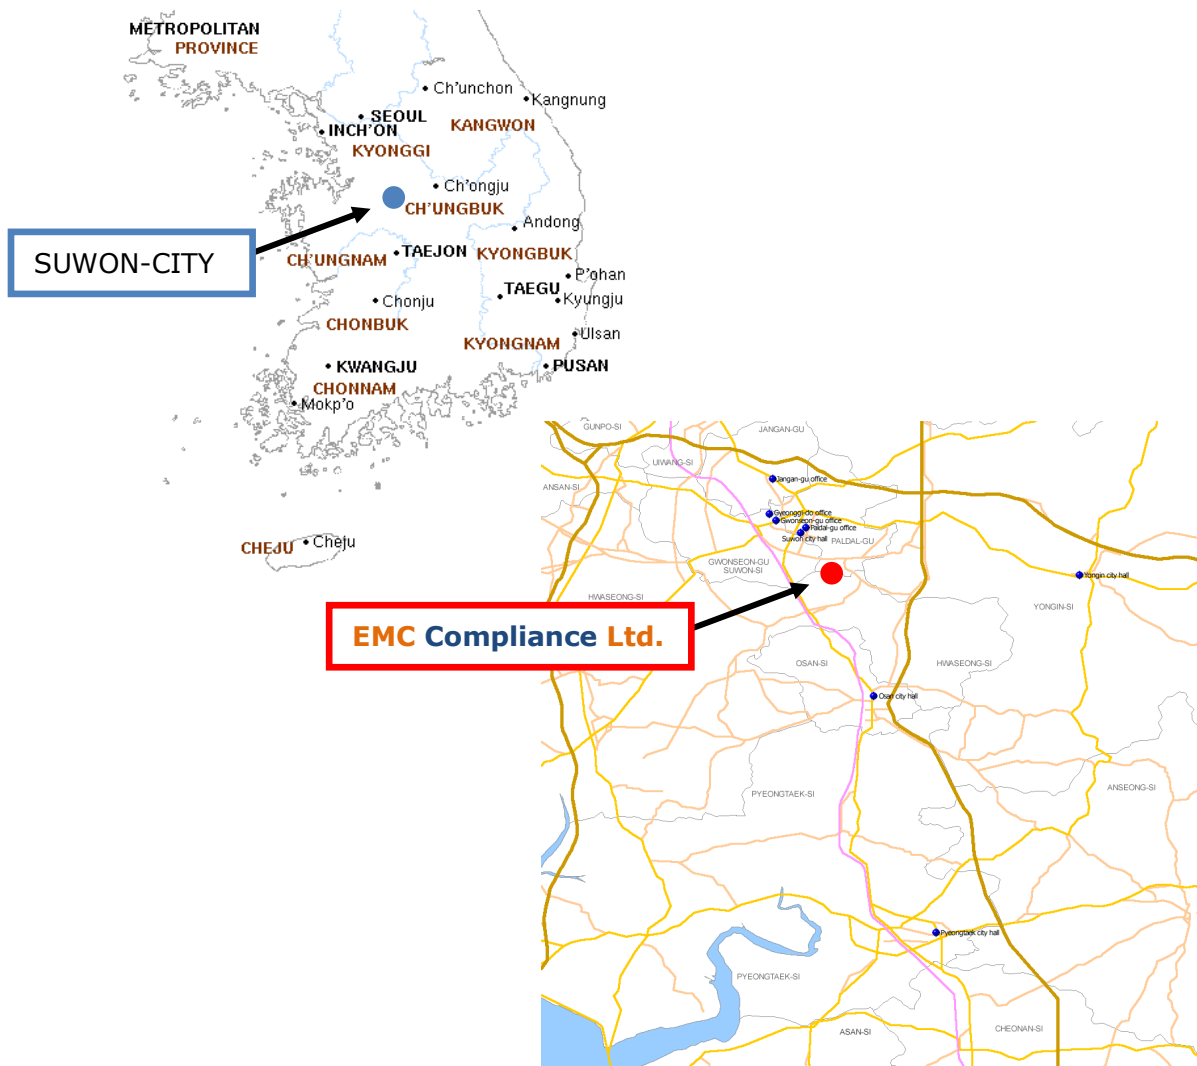 METROPOLITAN
PROVINCE
Ch'unchon
Kangnung
SEOUL
INCH'ON
KANGWON
KYONGGI
Ch'ongju
CH'UNGBUK
Andong
SUWON-CITY
CH'UNGNAM
TAEJON
KYONGBUK
P'ohan
TAEGU
Chonju
Kyungju
CHONBUK
KYONGNAM
Ulsan
KWANGJU
PUSAN
CHONNAM
Mokp'o
CHEJU
Cheju
GUNPO-SI
JANGAN-GU
UIWANG-SI
Jangan-gu office
ANSAN-SI
Gyeonggi-do office
Gwonseon-gu office
Paldal-gu office
Suwon city hall
PALDAL-GU
GWONSEON-GU
SUWON-SI
Yongin city hall
HWASEONG-SI
YONGIN-SI
EMC Compliance Ltd.
OSAN-SI
HWASEONG-SI
Osan city hall
PYEONGTAEK-SI
ANSEONG-SI
Pyeongtaek city hall
PYEONGTAEK-SI
ASAN-SI
CHEONAN-SI